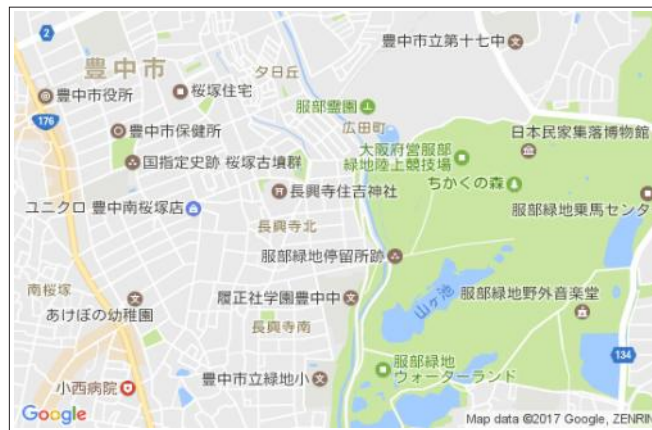 2
豊中市立第十七中
豊中市
夕日丘
桜塚住宅
豊中市役所
服部霊園
広田町
176
豊中市保健所
日本民家集落博物館
大阪府営服部
緑地陸上競技場
国指定史跡 桜塚古墳群
ちかくの森
長興寺住吉神社
ユニクロ 豊中南桜塚店
服部緑地乗馬センタ
長興寺北
服部緑地停留所跡
南桜塚
履正社学園豊中中
山ヶ池
服部緑地野外音楽堂
あけぼの幼稚園
長興寺南
134
服部緑地
ウォーターランド
豊中市立緑地小
小西病院
Google
Map data ©2017 Google, ZENRIN